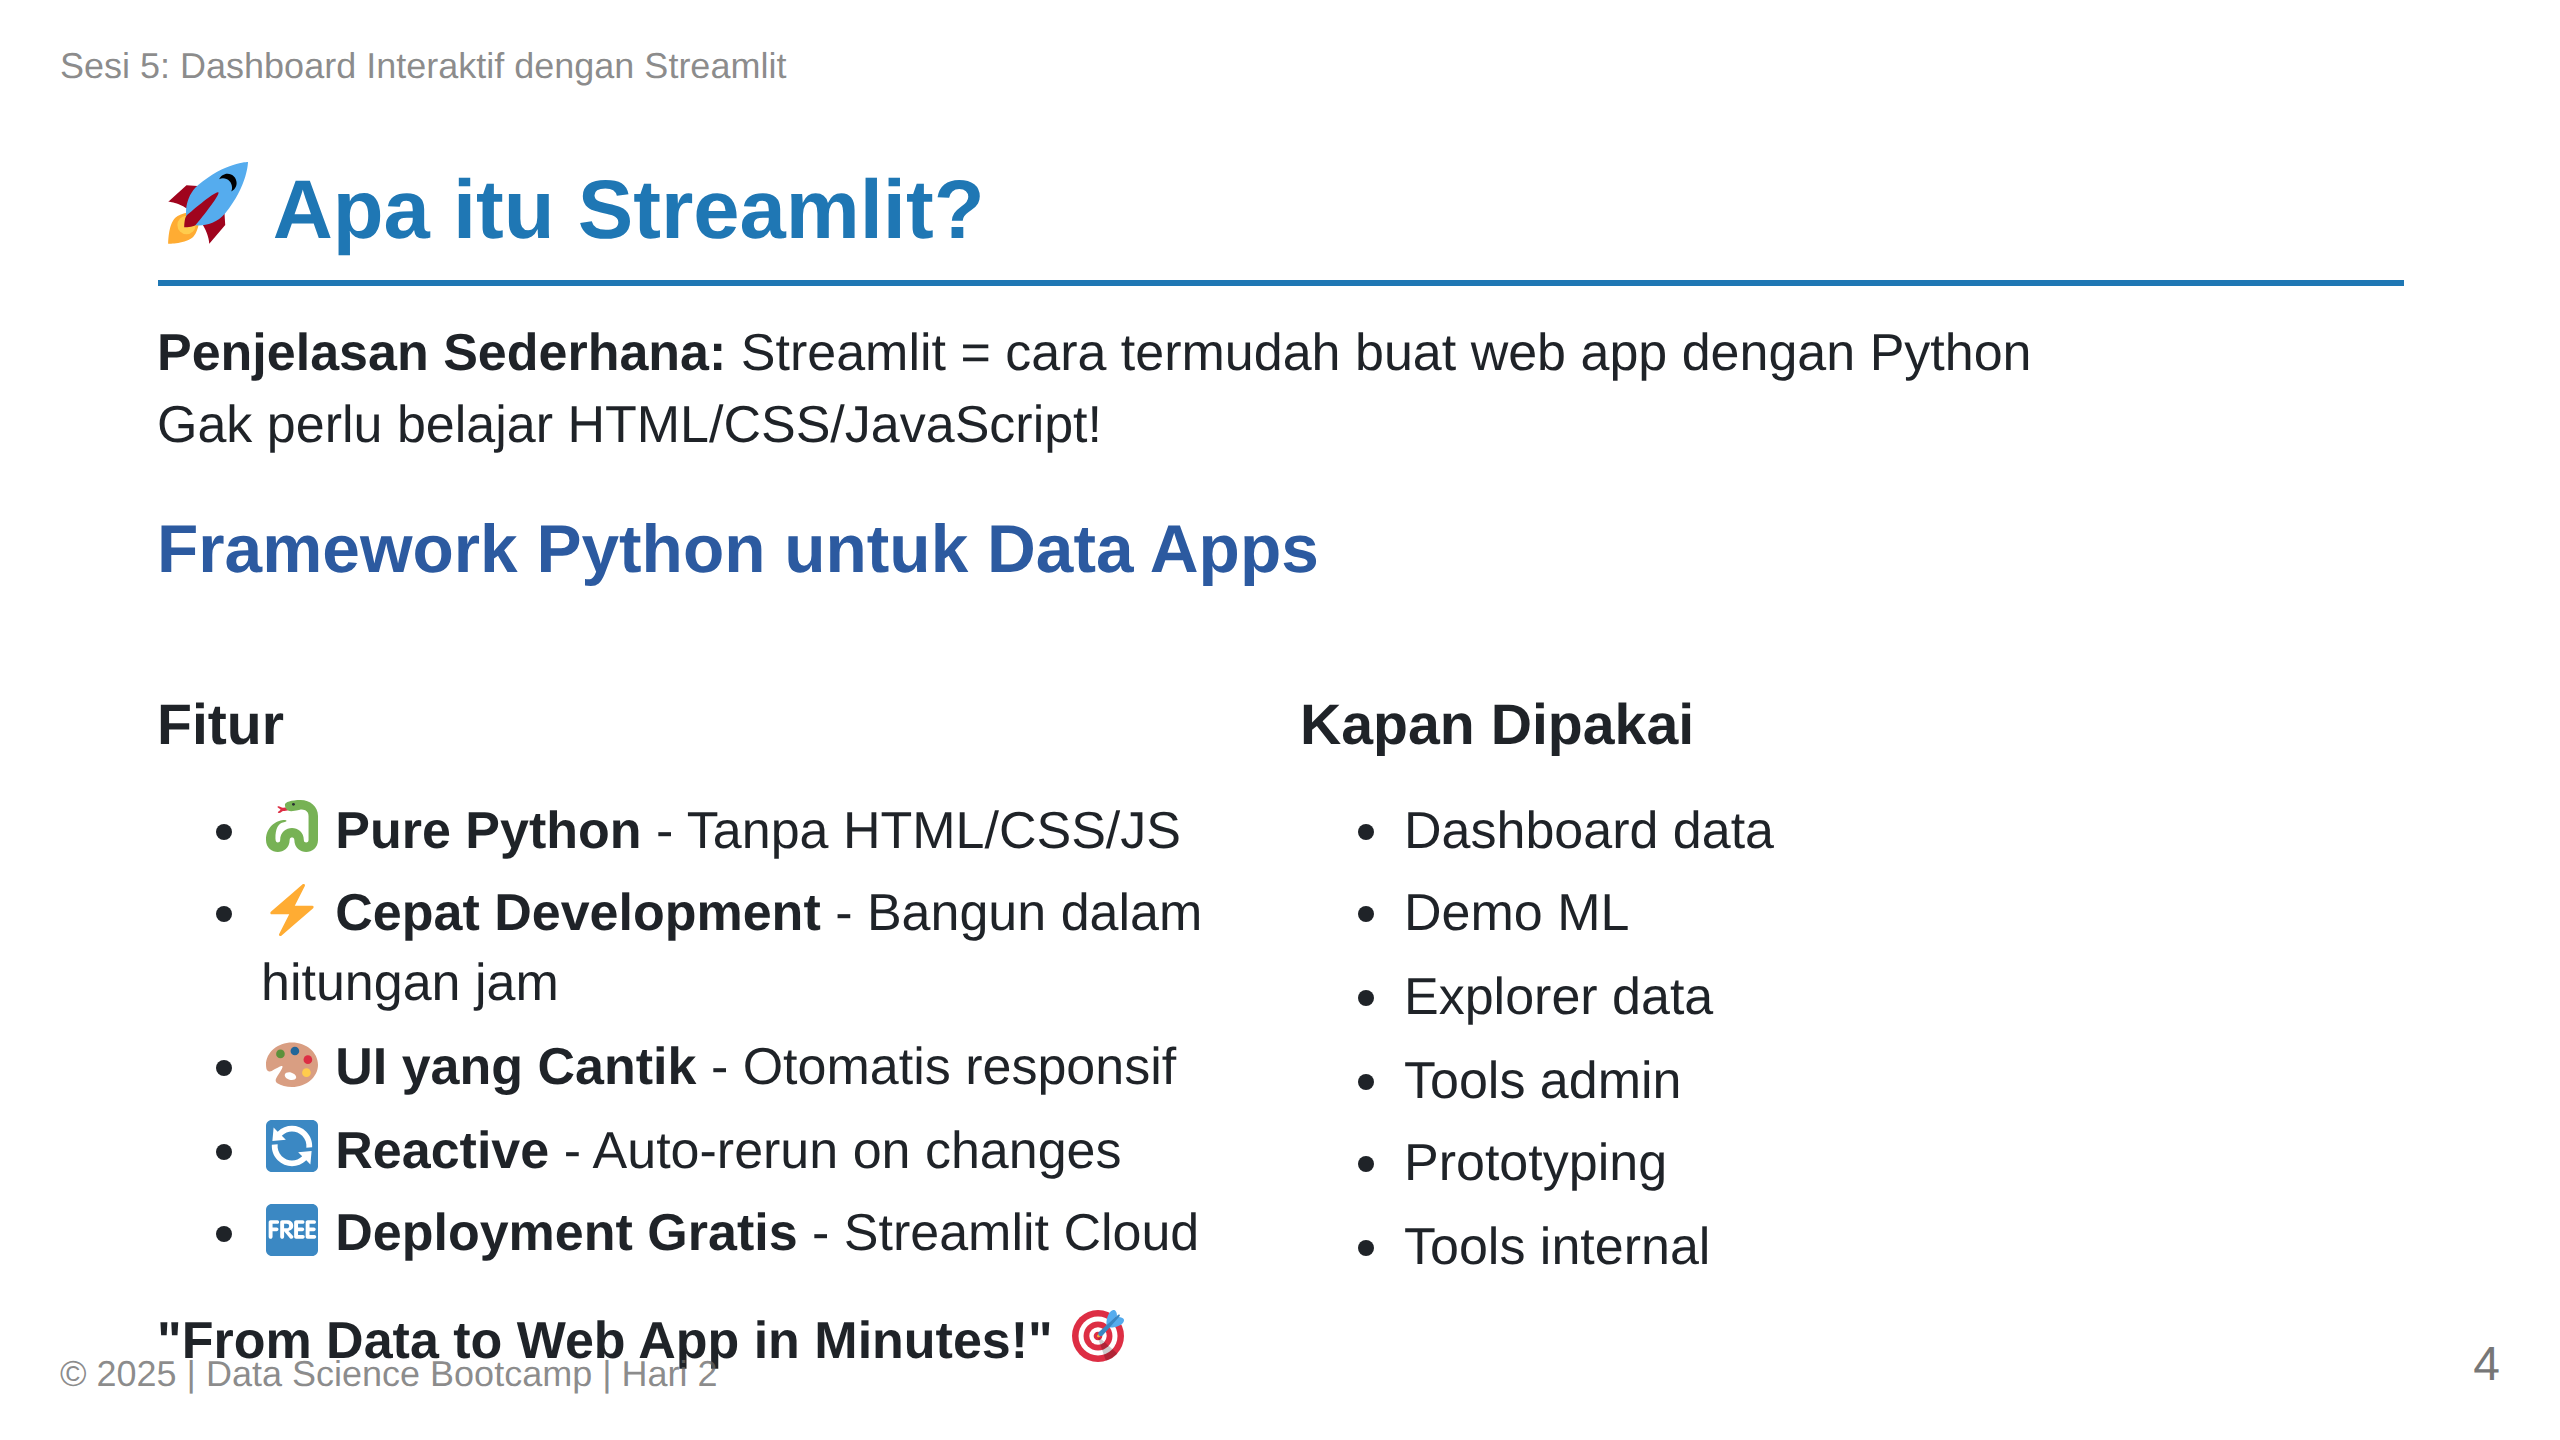 Sesi 5: Dashboard Interaktif dengan Streamlit
🚀 Apa itu Streamlit?
Penjelasan Sederhana: Streamlit = cara termudah buat web app dengan Python
Gak perlu belajar HTML/CSS/JavaScript!
Framework Python untuk Data Apps
Fitur
• 🐍 Pure Python - Tanpa HTML/CSS/JS
• ⚡ Cepat Development - Bangun dalam
hitungan jam
• 🎨 UI yang Cantik - Otomatis responsif
• 🔄 Reactive - Auto-rerun on changes
• 🆓 Deployment Gratis - Streamlit Cloud
Kapan Dipakai
• Dashboard data
• Demo ML
• Explorer data
• Tools admin
• Prototyping
• Tools internal
"From Data to Web App in Minutes!" 🎯
© 2025 | Data Science Bootcamp | Hari 2
4